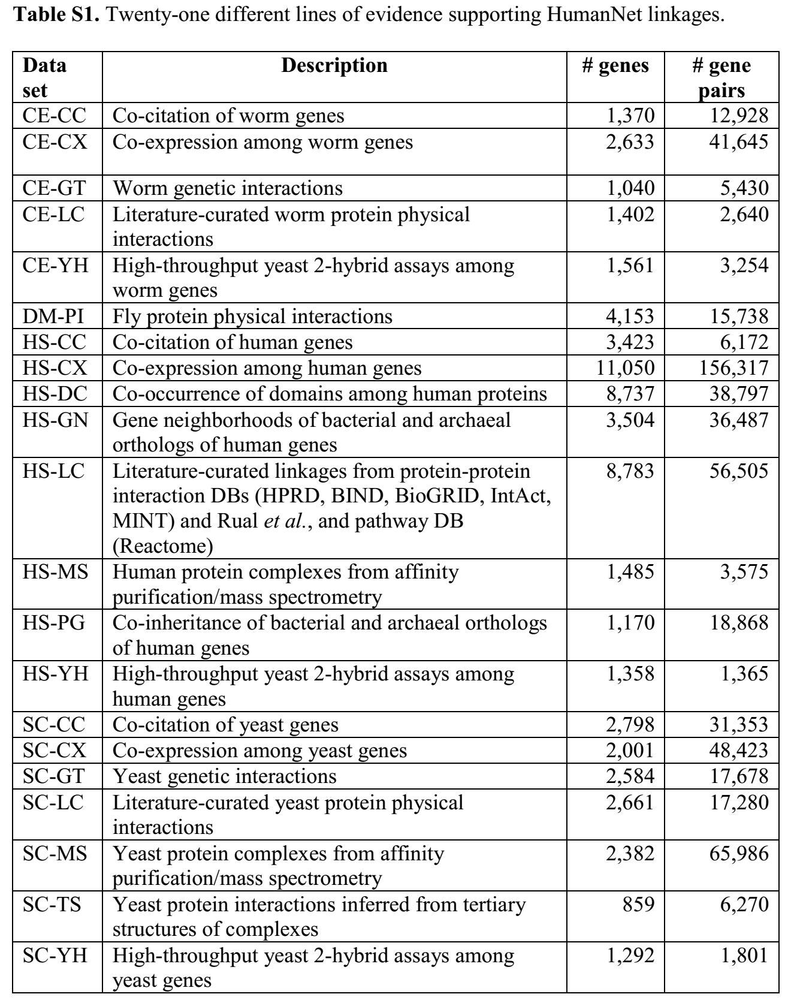 Table S1. Twenty-one different lines of evidence supporting HumanNet linkages.
Data set Description # genes # gene pairs
CE-CC Co-citation of worm genes 1,370 12,928
CE-CX Co-expression among worm genes 2,633 41,645
CE-GT Worm genetic interactions 1,040 5,430
CE-LC Literature-curated worm protein physical 1,402 2,640
interactions
CE-YH High-throughput yeast 2-hybrid assays among 1,561 3,254
worm genes
DM-PI Fly protein physical interactions 4,153 15,738
HS-CC Co-citation of human genes 3,423 6,172
HS-CX Co-expression among human genes 11,050 156,317
HS-DC Co-occurrence of domains among human proteins 8,737 38,797
HS-GN Gene neighborhoods of bacterial and archaeal 3,504 36,487
orthologs of human genes
HS-LC Literature-curated linkages from protein-protein 8,783 56,505
interaction DBs (HPRD, BIND, BioGRID, IntAct,
MINT) and Rual et al., and pathway DB
(Reactome)
HS-MS Human protein complexes from affinity 1,485 3,575
purification/mass spectrometry
HS-PG Co-inheritance of bacterial and archaeal orthologs 1,170 18,868
of human genes
HS-YH High-throughput yeast 2-hybrid assays among 1,358 1,365
human genes
SC-CC Co-citation of yeast genes 2,798 31,353
SC-CX Co-expression among yeast genes 2,001 48,423
SC-GT Yeast genetic interactions 2,584 17,678
SC-LC Literature-curated yeast protein physical 2,661 17,280
interactions
SC-MS Yeast protein complexes from affinity 2,382 65,986
purification/mass spectrometry
SC-TS Yeast protein interactions inferred from tertiary 859 6,270
structures of complexes
SC-YH High-throughput yeast 2-hybrid assays among 1,292 1,801
yeast genes